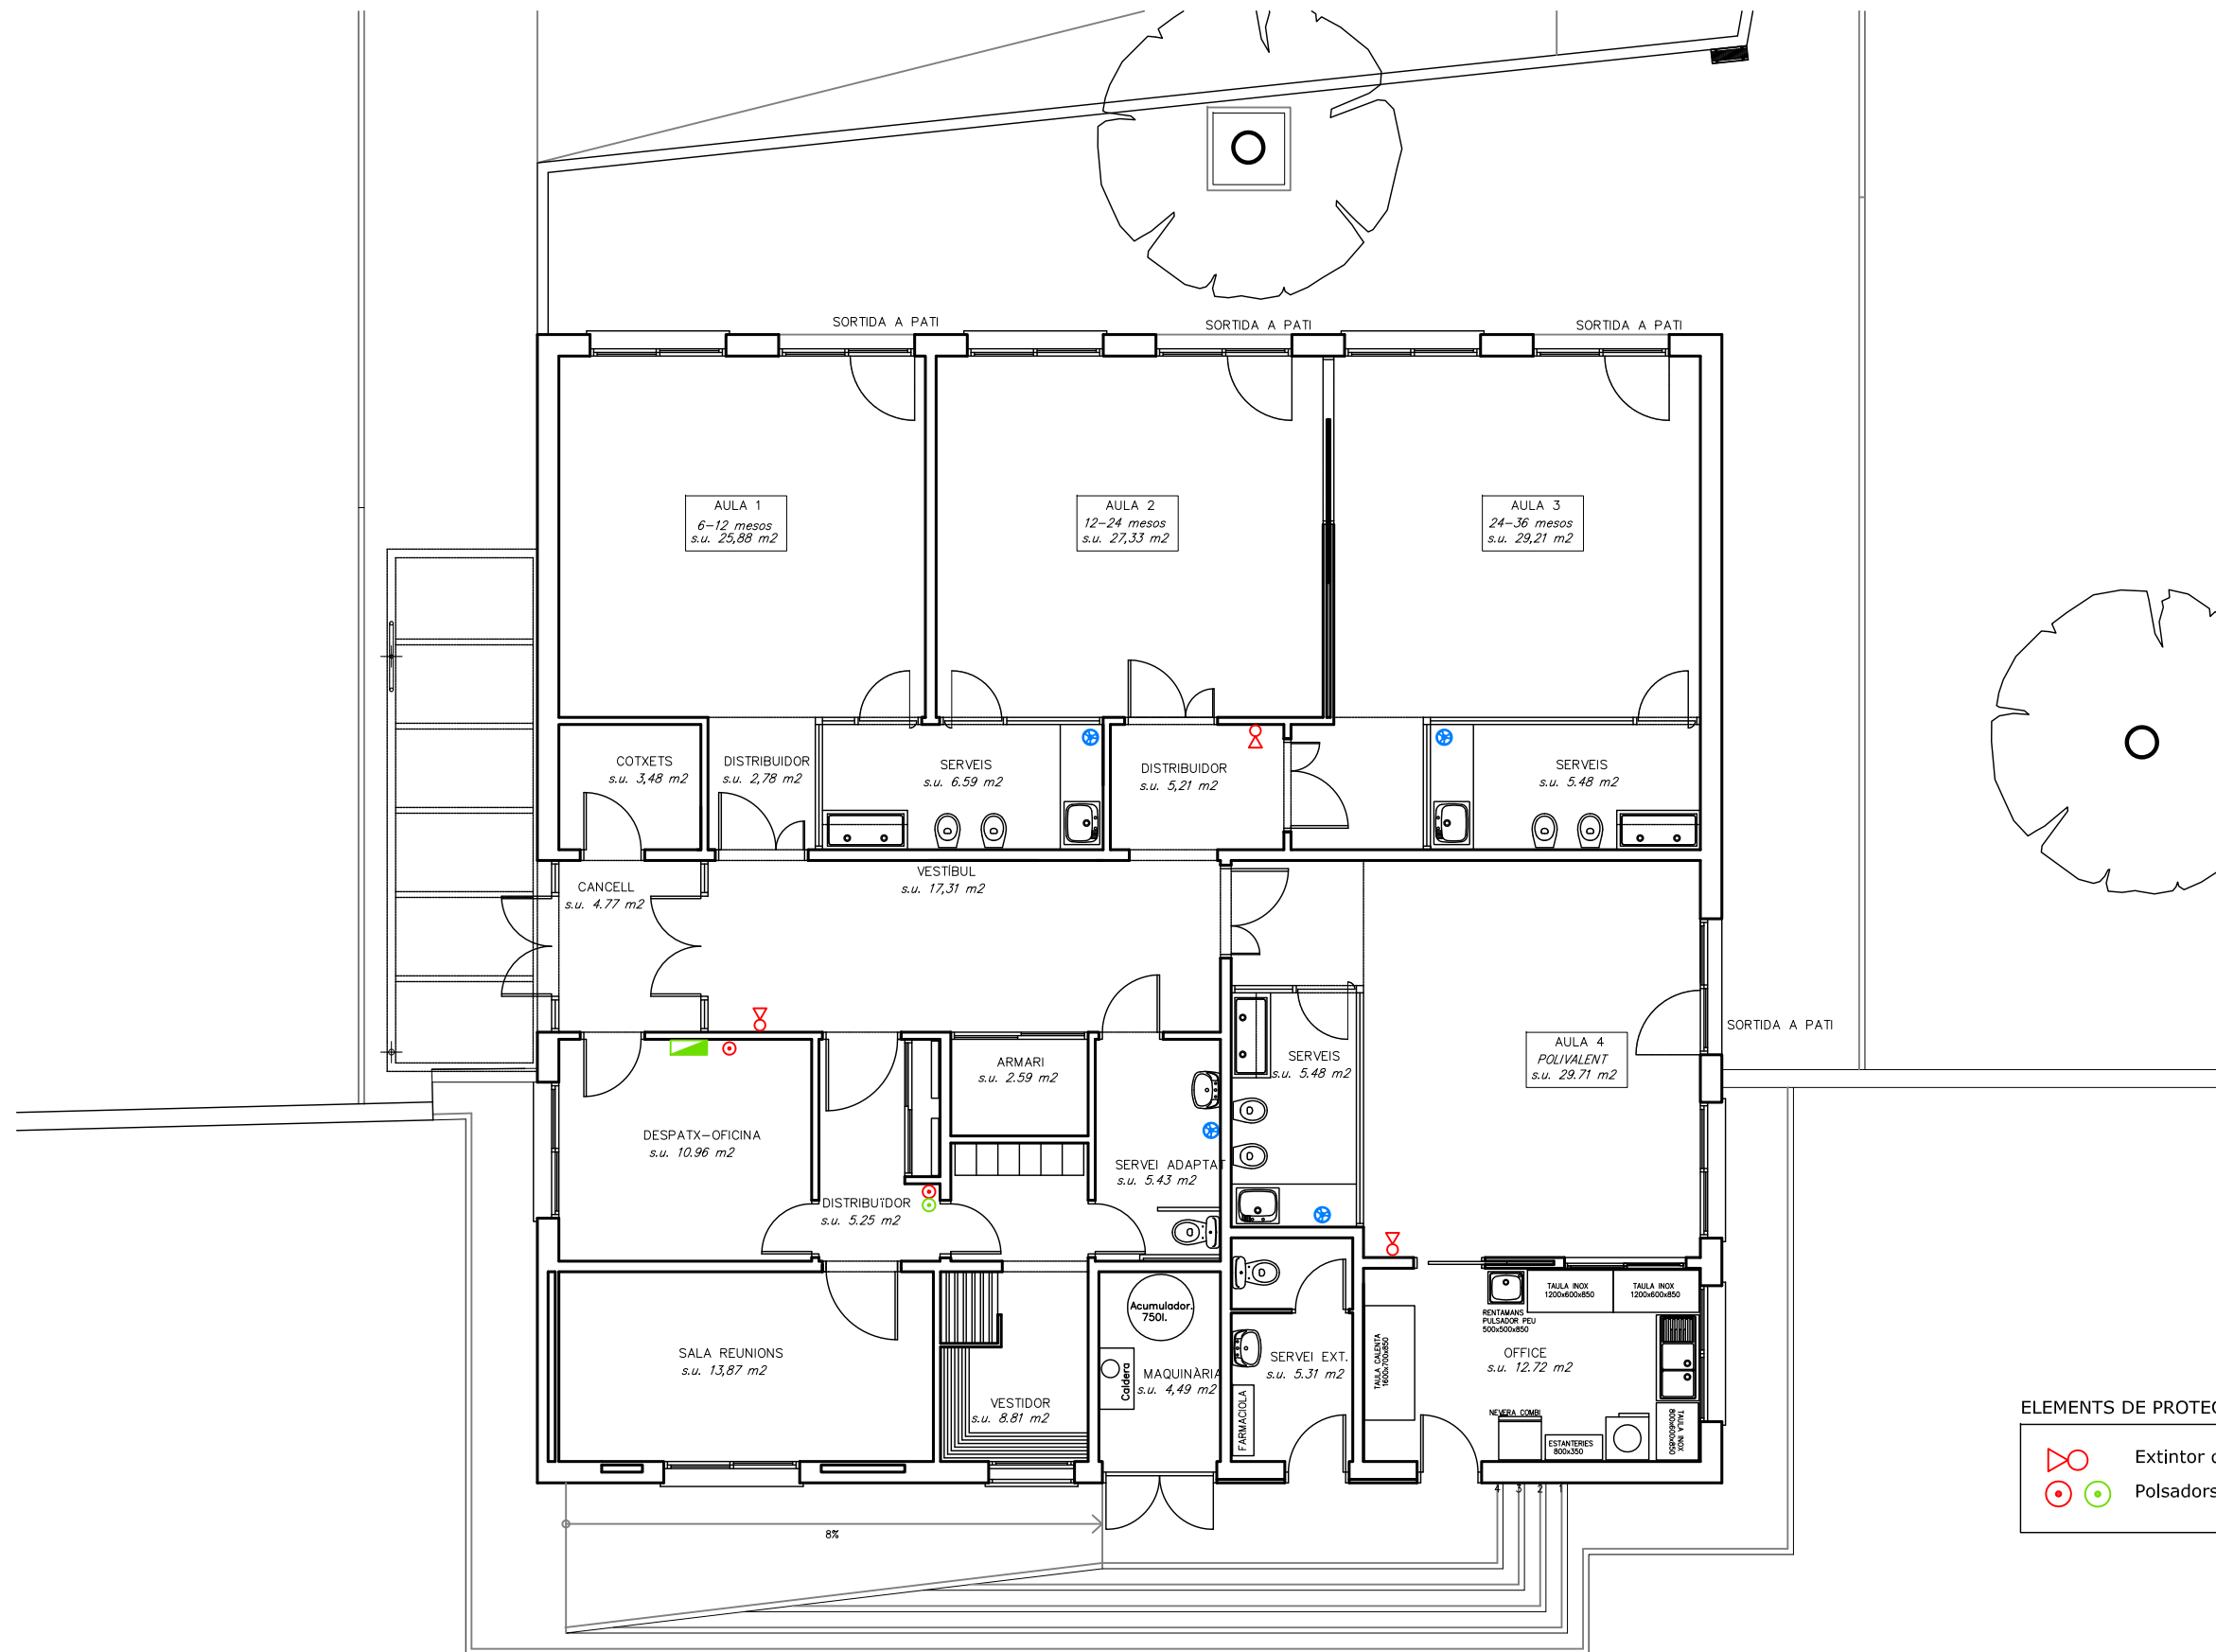 SORTIDA A PATI
SORTIDA A PATI
SORTIDA A PATI
AULA 1
6-12 mesos
s.u. 25,88 m2
AULA 2
12-24 mesos
s.u. 27,33 m2
AULA 3
24-36 mesos
s.u. 29,21 m2
COTXETS
s.u. 3,48 m2
DISTRIBUIDOR
s.u. 2,78 m2
SERVEIS
s.u. 6.59 m2
DISTRIBUIDOR
s.u. 5,21 m2
SERVEIS
s.u. 5.48 m2
CANCELL
s.u. 4.77 m2
VESTÍBUL
s.u. 17,31 m2
SORTIDA A PATI
AULA 4
POLIVALENT
s.u. 29.71 m2
SERVEIS
s.u. 5.48 m2
ARMARI
s.u. 2.59 m2
DESPATX-OFICINA
s.u. 10.96 m2
SERVEI ADAPTAT
s.u. 5.43 m2
DISTRIBUÏDOR
s.u. 5.25 m2
SALA REUNIONS
s.u. 13,87 m2
VESTIDOR
s.u. 8.81 m2
Acumulador.
750l.
Caldera
MAQUINÀRIA
s.u. 4,49 m2
SERVEI EXT.
s.u. 5.31 m2
FARMACIOLA
TAULA CALENTA
1600x700x850
RENTAMANS
PULSADOR PEU
500x500x850
TAULA INOX
1200x600x850
TAULA INOX
1200x600x850
OFFICE
s.u. 12.72 m2
NEVERA COMBI
ESTANTERIES
800x350
TAULA INOX
800x600x850
4 3 2 1
8%
ELEMENTS DE PROTEC
Extintor
Polsadors